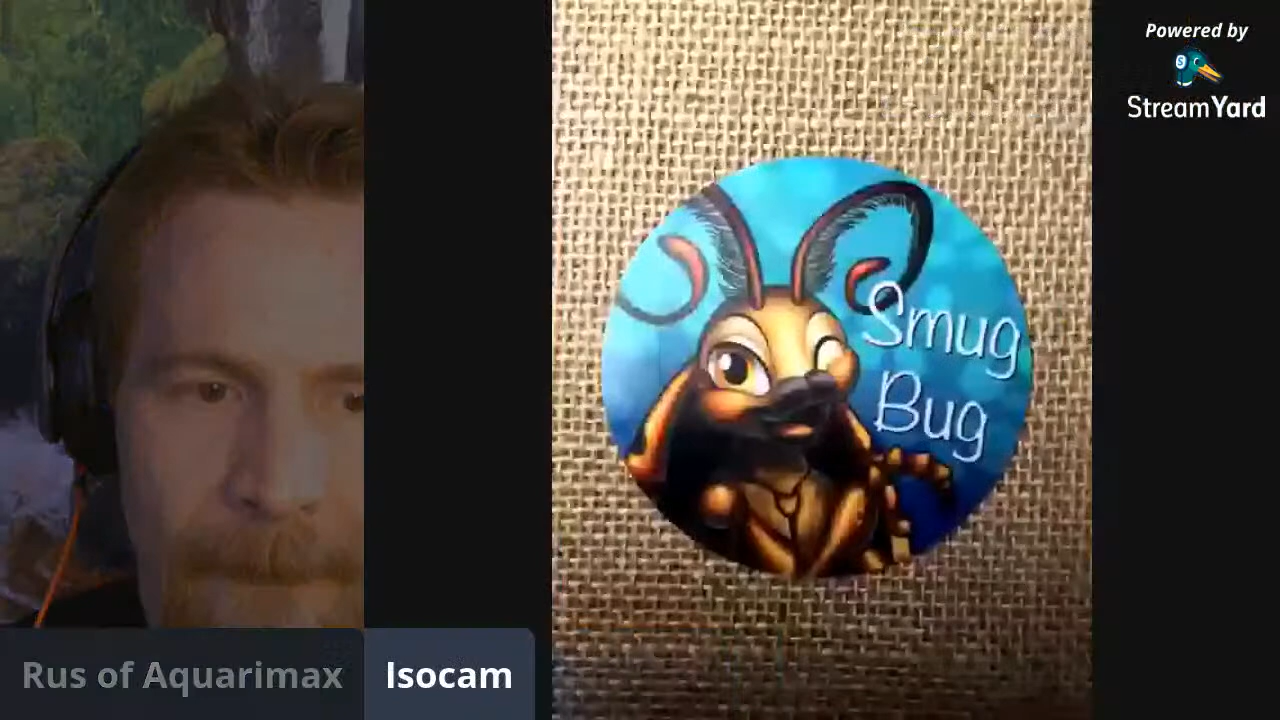 Powered by
StreamYard
Smug
Bug
Rus of Aquarimax
Isocam